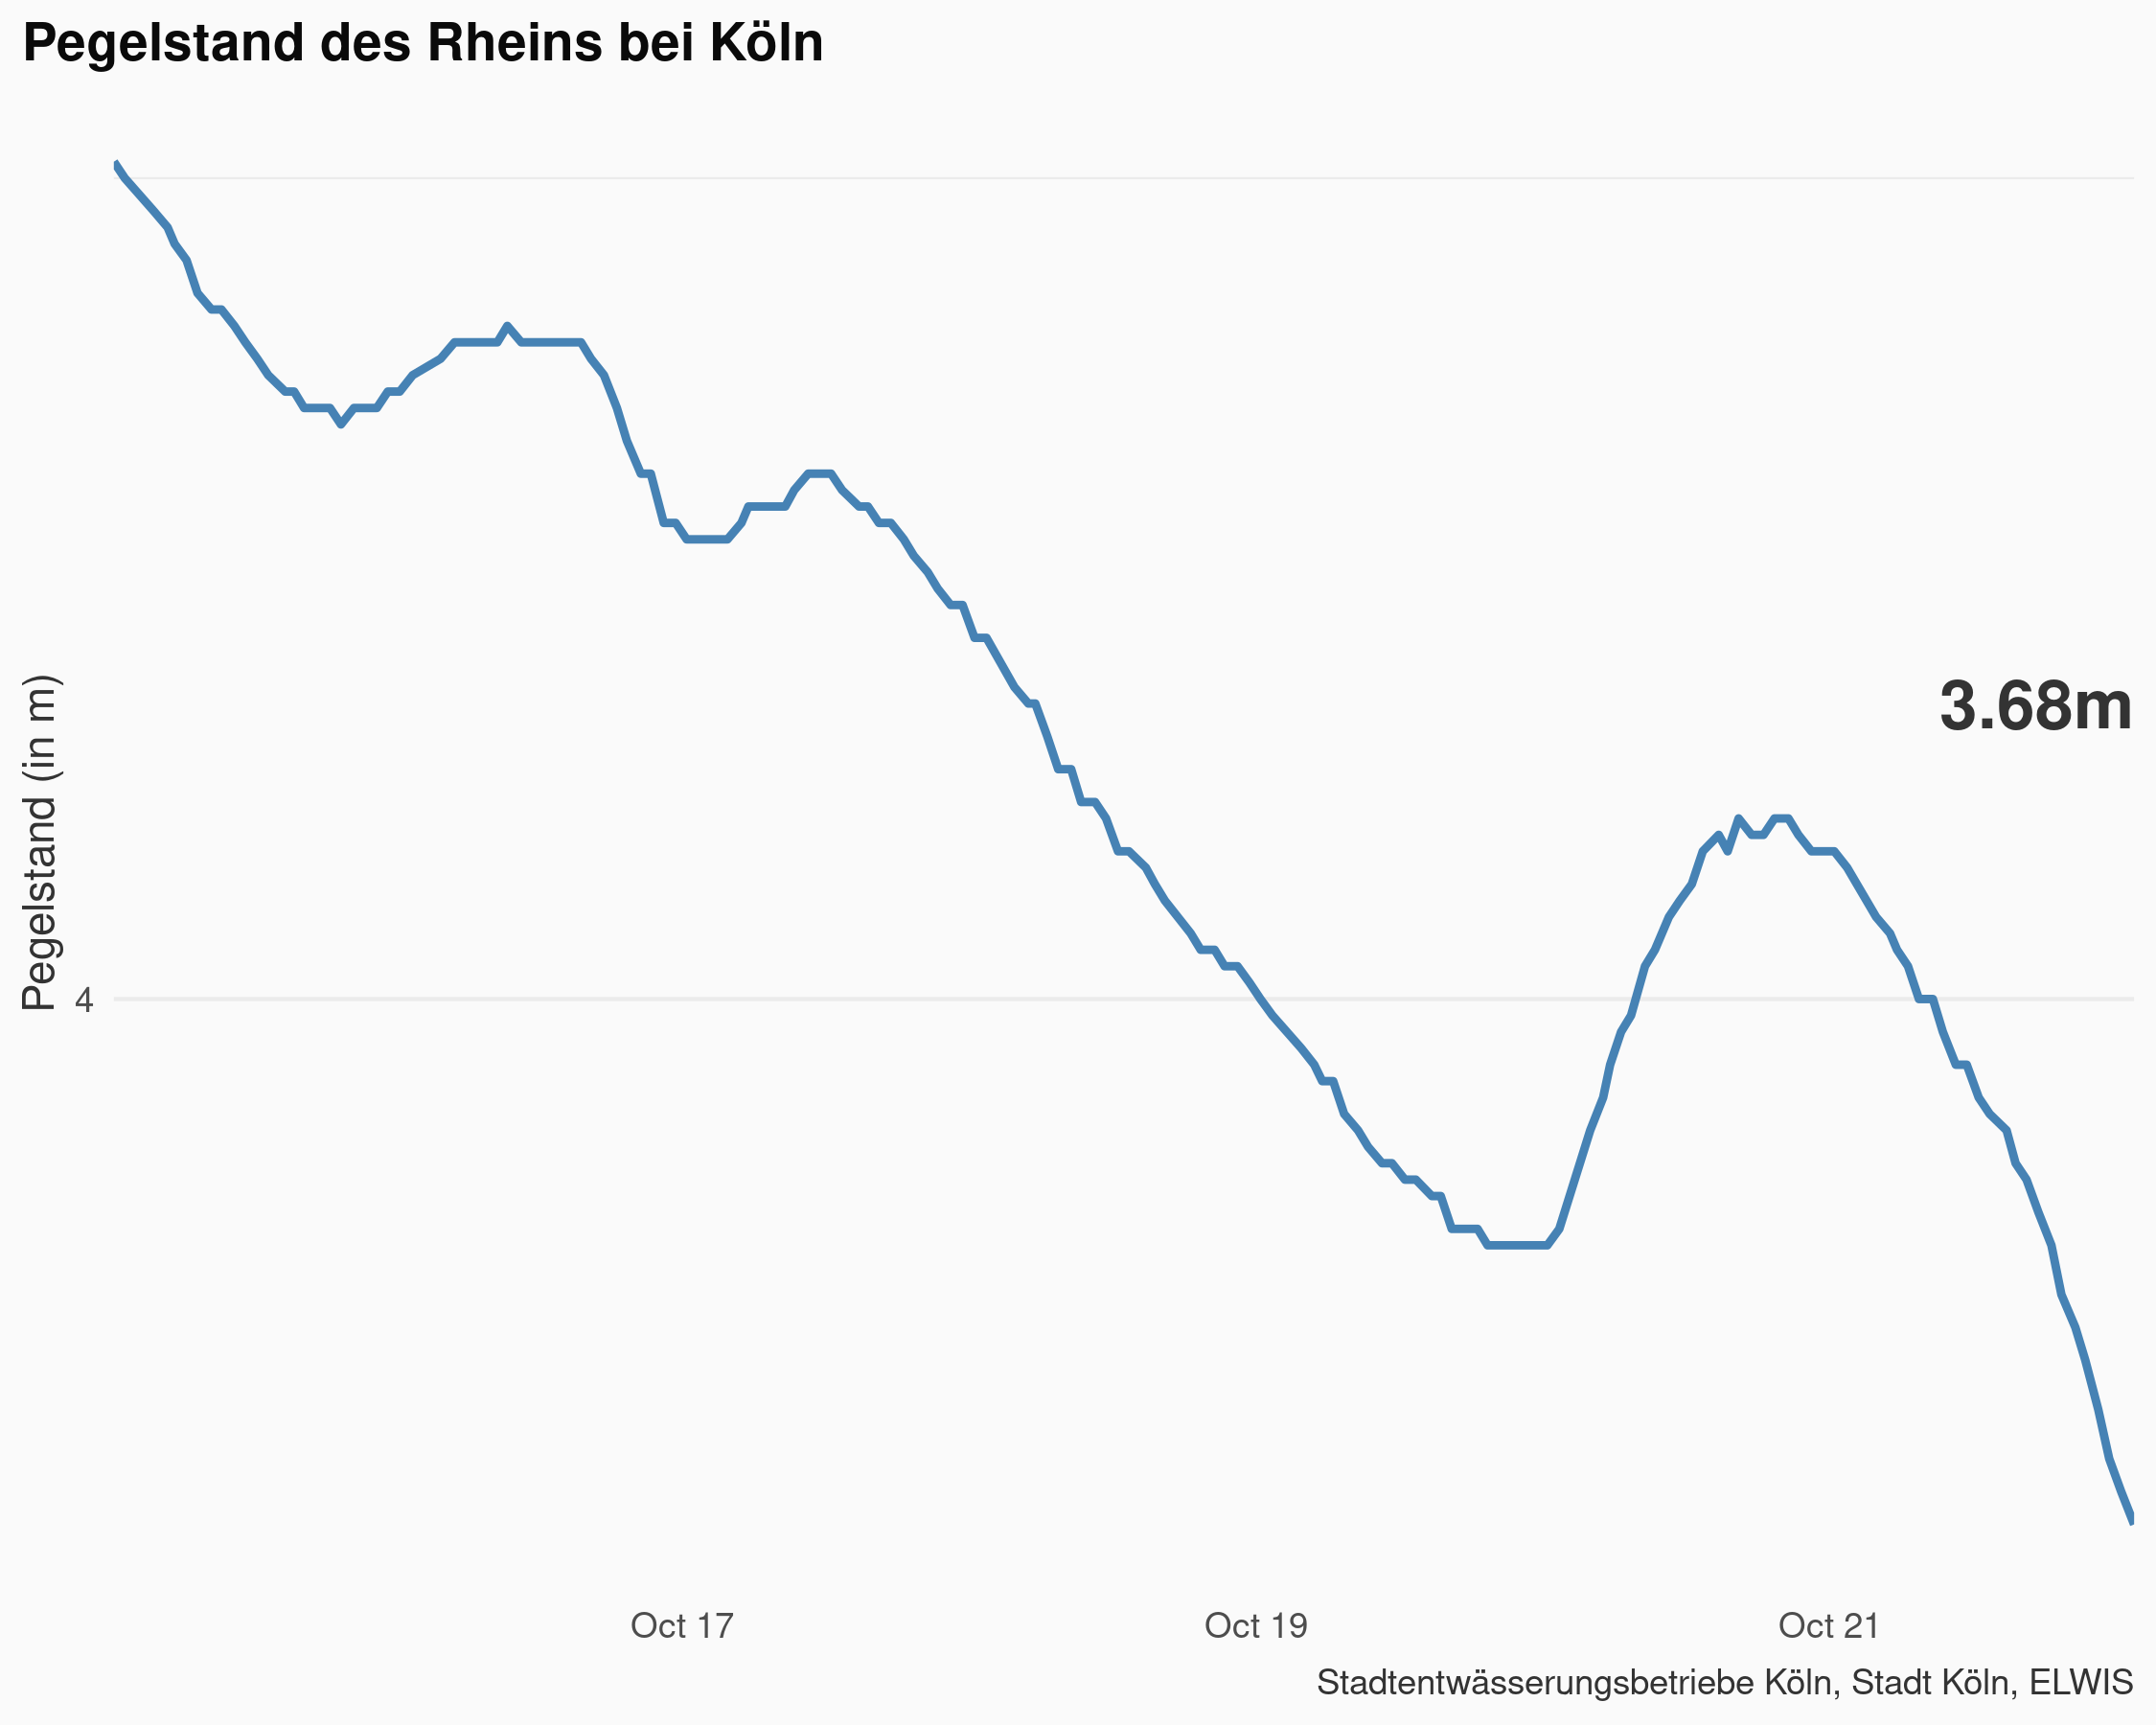 Pegelstand des Rheins bei Köln
Pegelstand (in m)
3.68m
4
Oct 17
Oct 19
Oct 21
Stadtentwässerungsbetriebe Köln, Stadt Köln, ELWIS